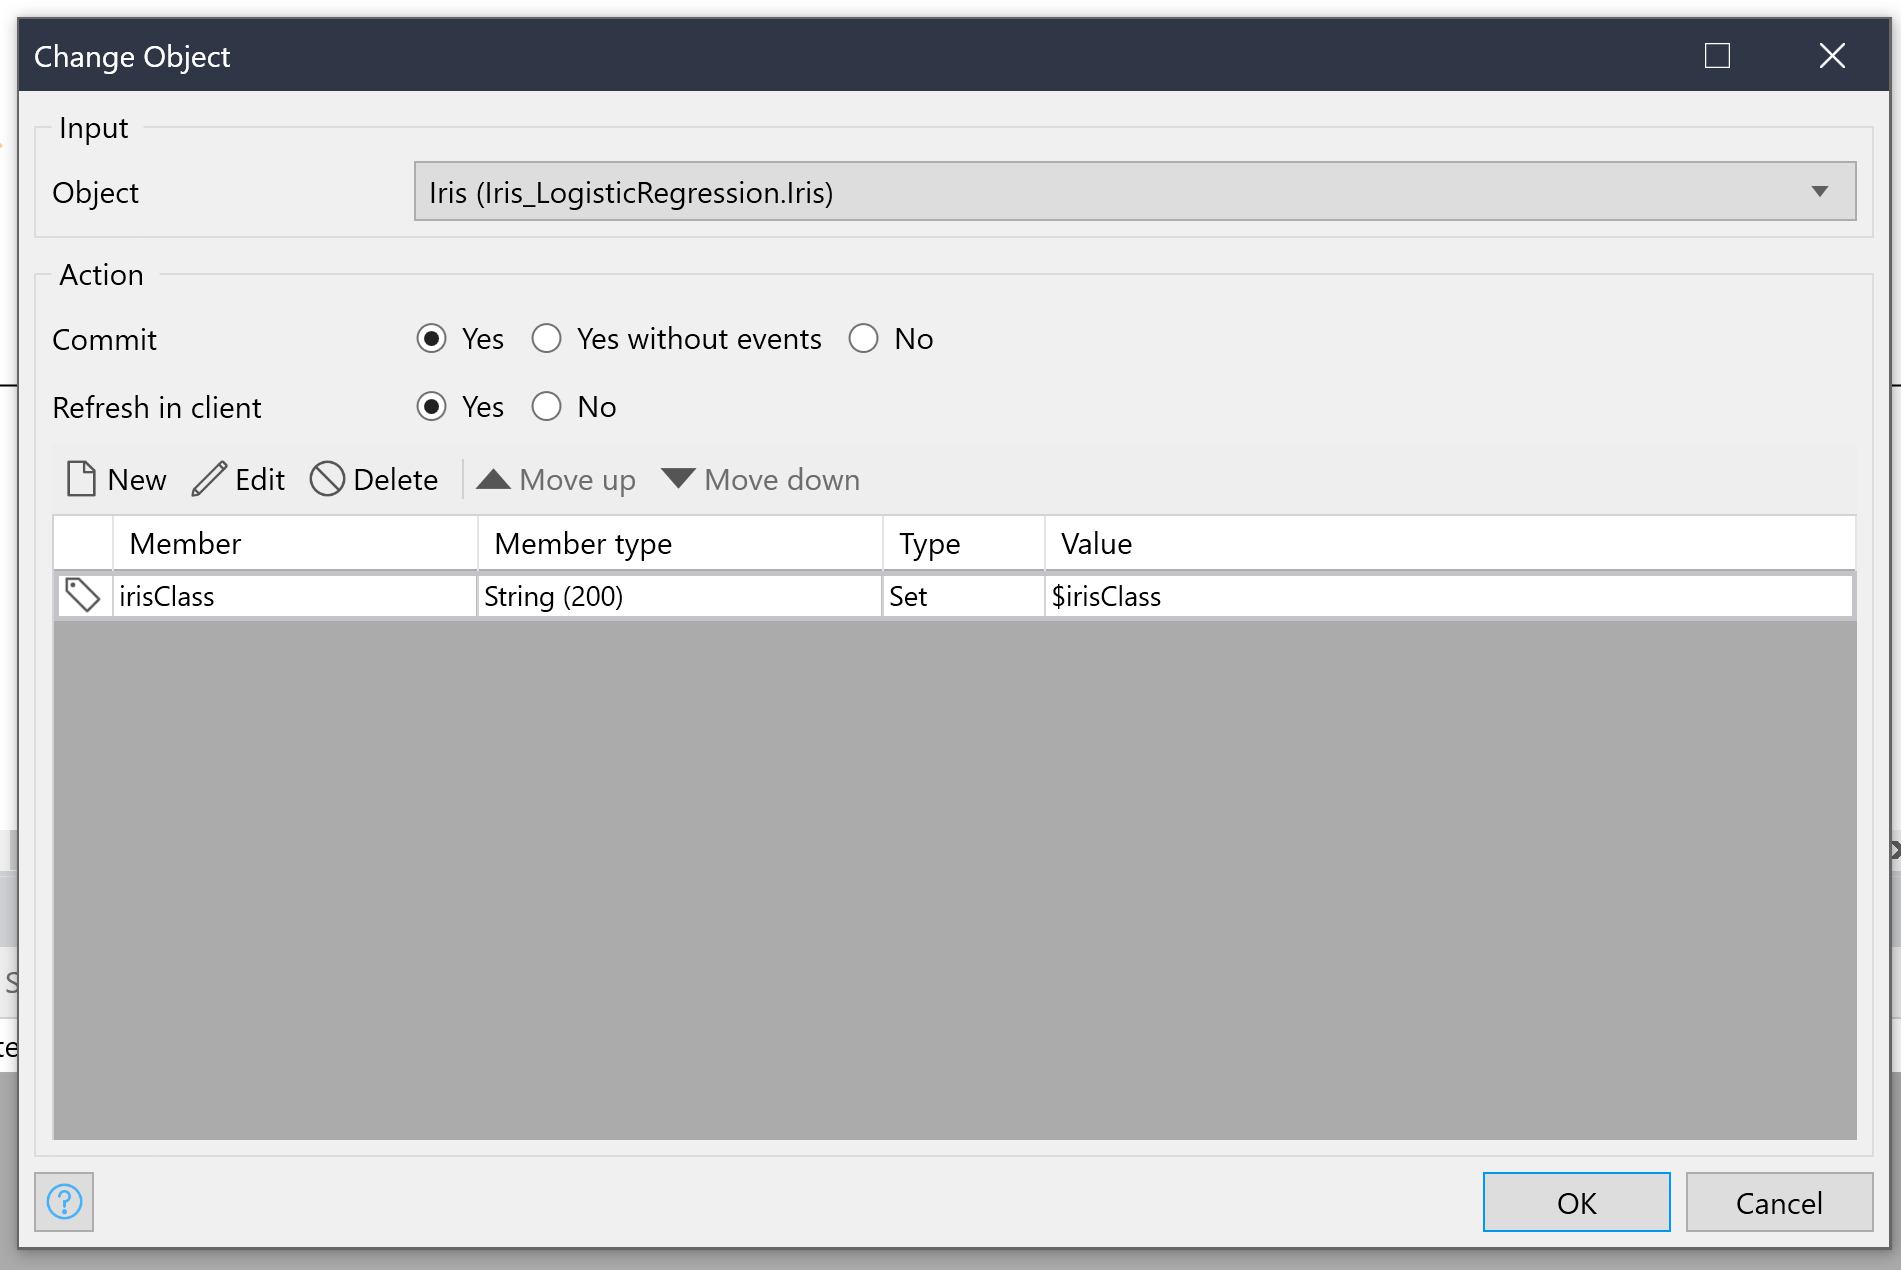 Change Object
Input
Object Iris (Iris_LogisticRegression.Iris)
Action
Commit Yes Yes without events No
Refresh in client Yes No
New Edit Delete Move up Move down
Member Member type Type Value
irisClass String (200) Set $irisClass
? OK Cancel